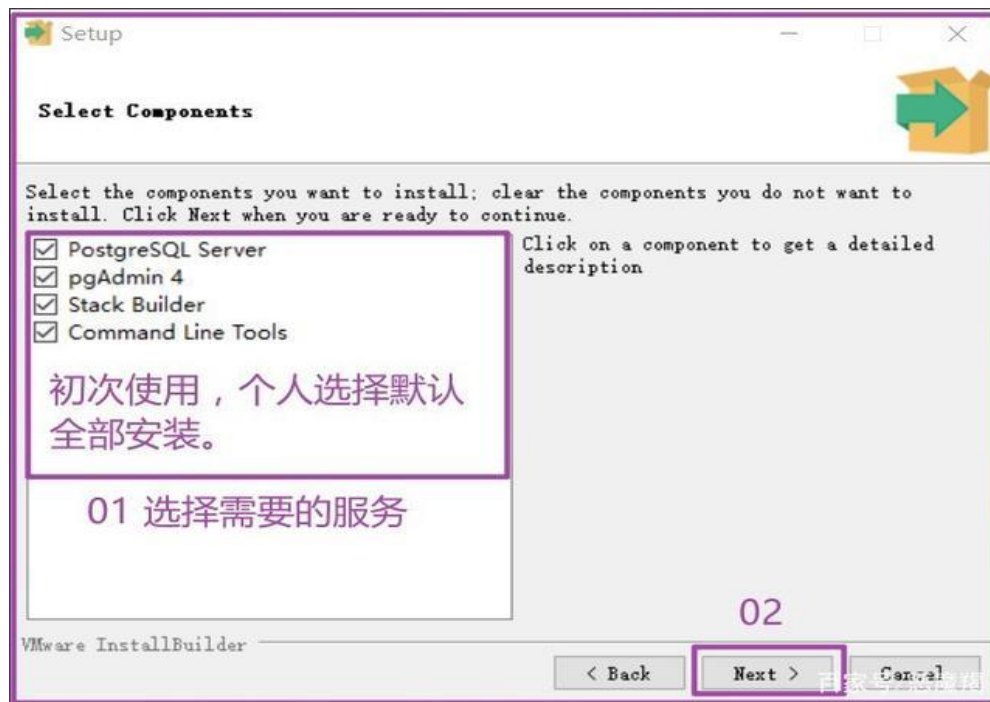 Setup
Select Components
Select the components you want to install; clear the components you do not want to
install. Click Next when you are ready to continue.
PostgreSQL Server
pgAdmin 4
Stack Builder
Command Line Tools
Click on a component to get a detailed
description
初次使用，个人选择默认
全部安装。
01 选择需要的服务
02
VMware InstallBuilder
< Back
Next >
Cancel
百家号